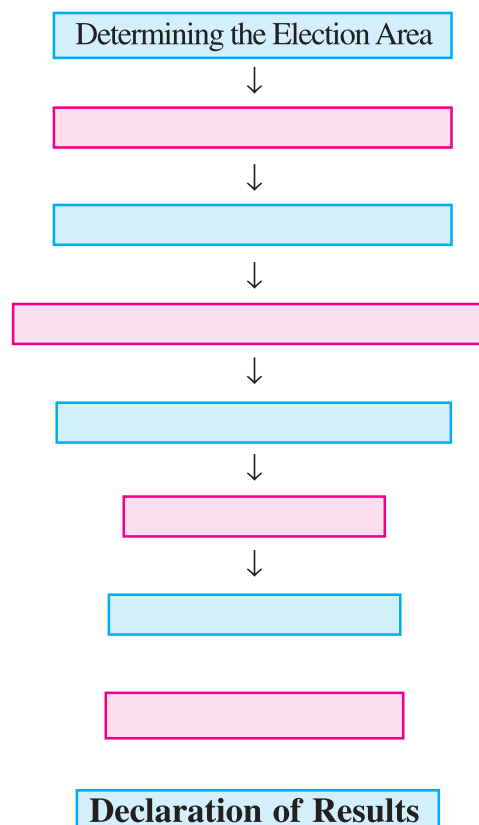 Determining the Election Area
Declaration of Results